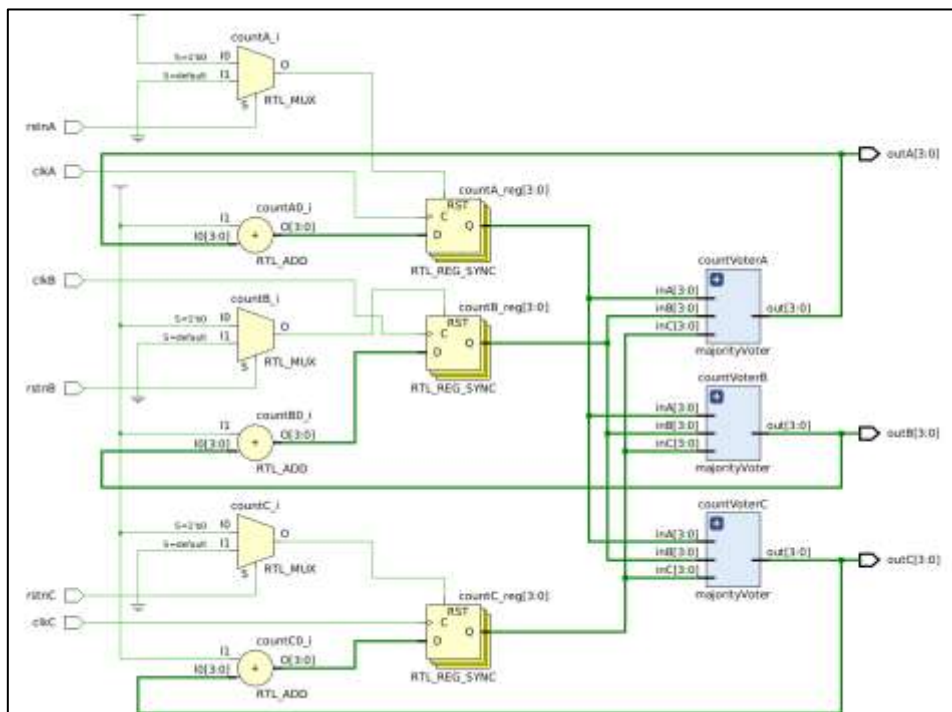 countA_i
S=1'b0 I0
S=default I1
O
S
RTL_MUX
rstnA
outA[3:0]
clkA
countA_reg[3:0]
RST
C
D
Q
RTL_REG_SYNC
countA0_i
I1
I0[3:0]
+
O[3:0]
RTL_ADD
countVoterA
inA[3:0]
inB[3:0]
inC[3:0]
out[3:0]
majorityVoter
clkB
countB_i
S=1'b0 I0
S=default I1
O
S
RTL_MUX
countB_reg[3:0]
RST
C
D
Q
RTL_REG_SYNC
rstnB
countVoterB
inA[3:0]
inB[3:0]
inC[3:0]
out[3:0]
majorityVoter
outB[3:0]
countB0_i
I1
I0[3:0]
+
O[3:0]
RTL_ADD
countC_i
S=1'b0 I0
S=default I1
O
S
RTL_MUX
countVoterC
inA[3:0]
inB[3:0]
inC[3:0]
out[3:0]
majorityVoter
outC[3:0]
rstnC
clkC
countC_reg[3:0]
RST
C
D
Q
RTL_REG_SYNC
countC0_i
I1
I0[3:0]
+
O[3:0]
RTL_ADD